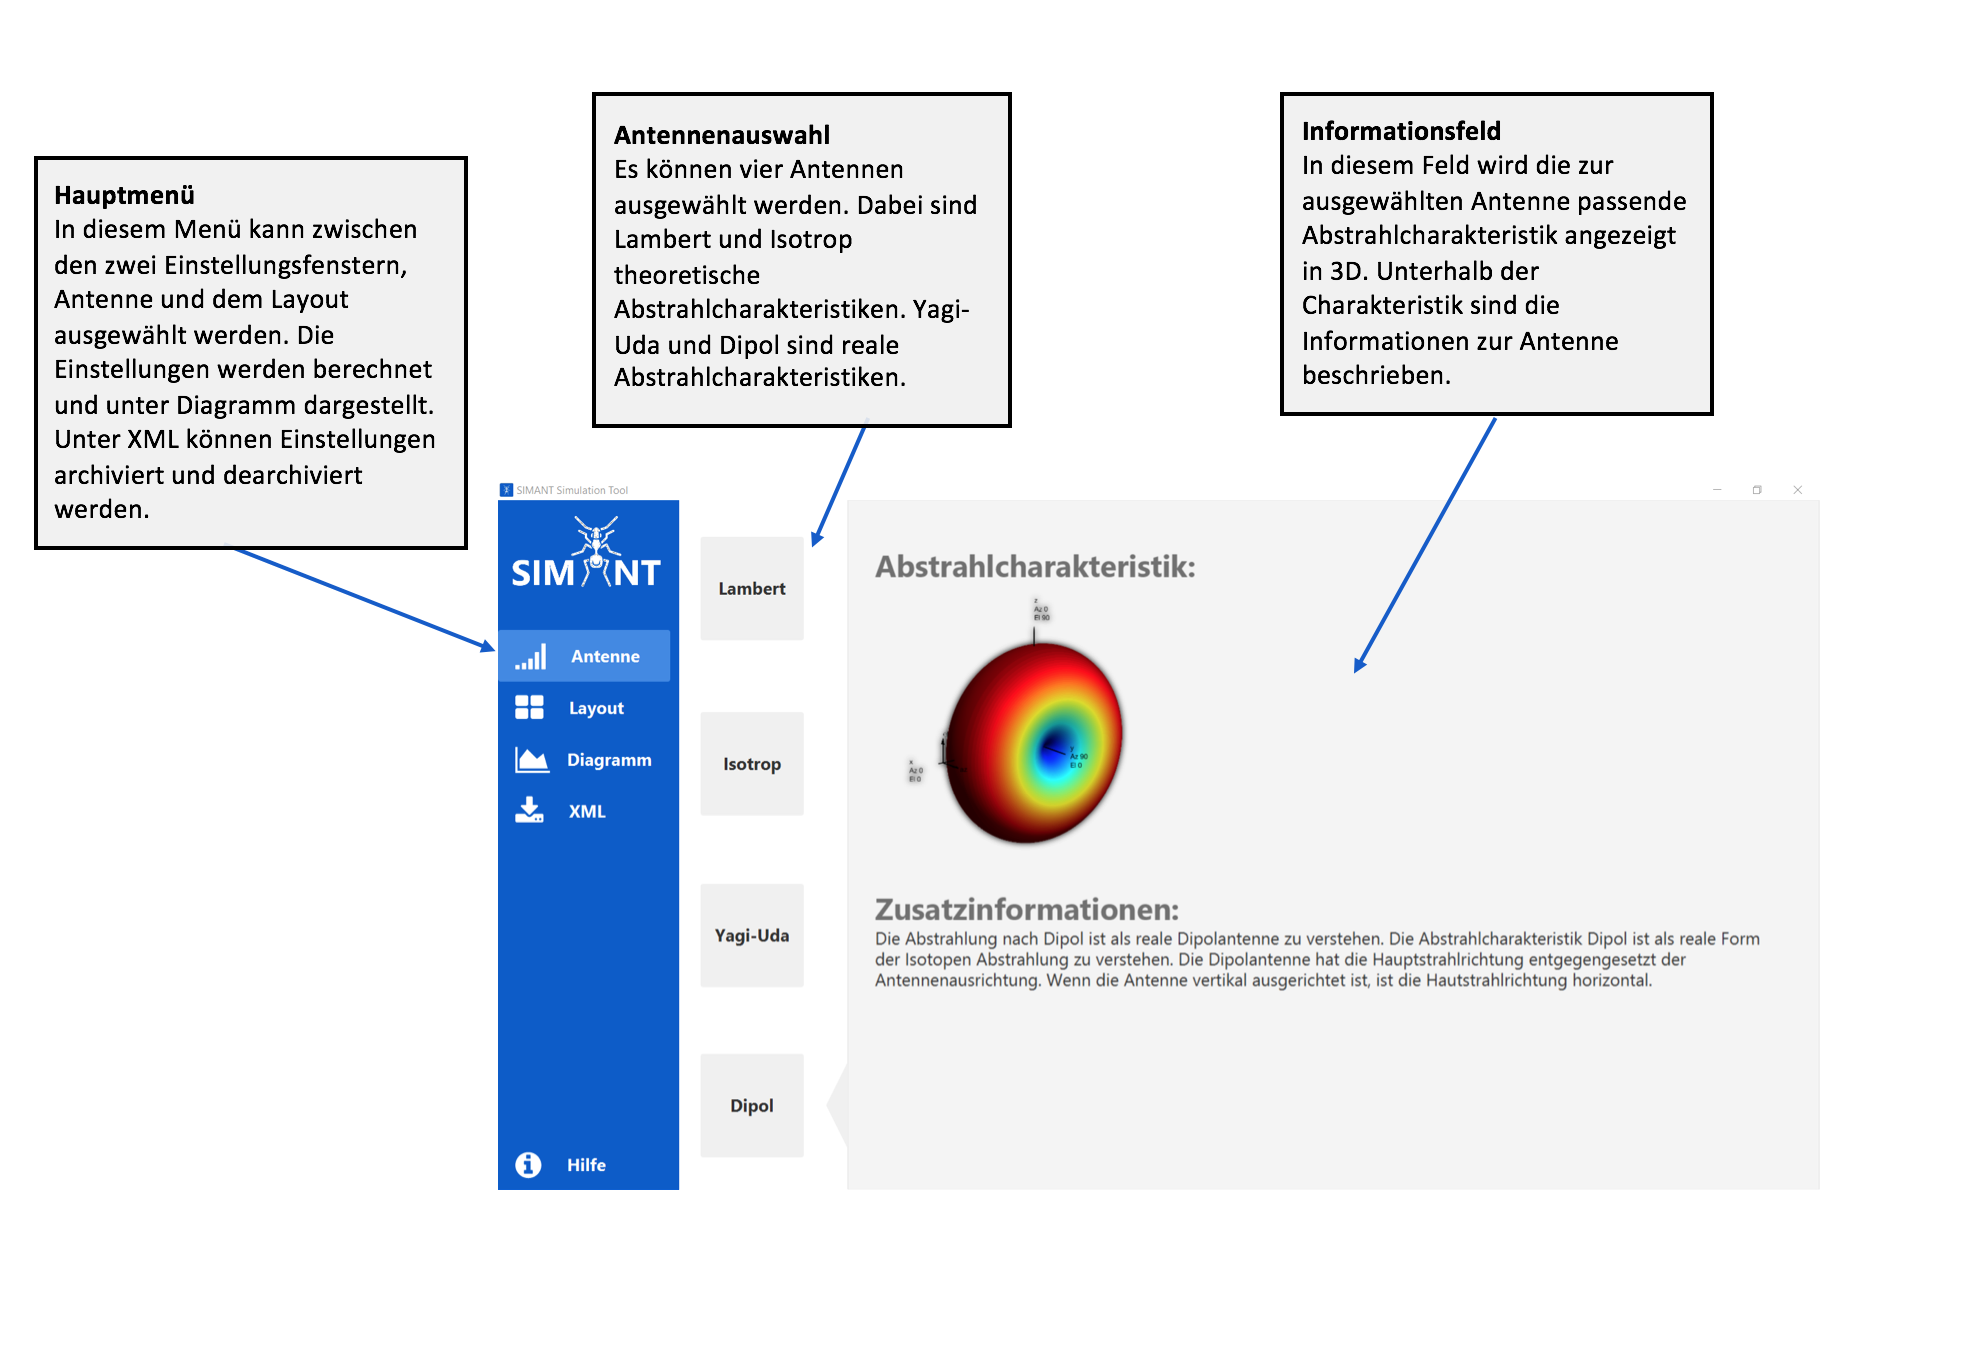 Hauptmenü
In diesem Menü kann zwischen
den zwei Einstellungsfenstern,
Antenne und dem Layout
ausgewählt werden. Die
Einstellungen werden berechnet
und unter Diagramm dargestellt.
Unter XML können Einstellungen
archiviert und dearchiviert
werden.
Antennenauswahl
Es können vier Antennen
ausgewählt werden. Dabei sind
Lambert und Isotrop
theoretische
Abstrahlcharakteristiken. Yagi-
Uda und Dipol sind reale
Abstrahlcharakteristiken.
Informationsfeld
In diesem Feld wird die zur
ausgewählten Antenne passende
Abstrahlcharakteristik angezeigt
in 3D. Unterhalb der
Charakteristik sind die
Informationen zur Antenne
beschrieben.
SIMANT Simulation Tool
SIMANT
Antenne
Layout
Diagramm
XML
Hilfe
Lambert
Isotrop
Yagi-Uda
Dipol
Abstrahlcharakteristik:
z
Az 0
El 90
x
Az 0
El 0
y
Az 90
El 0
Zusatzinformationen:
Die Abstrahlung nach Dipol ist als reale Dipolantenne zu verstehen. Die Abstrahlcharakteristik Dipol ist als reale Form
der Isotopen Abstrahlung zu verstehen. Die Dipolantenne hat die Hauptstrahlrichtung entgegengesetzt der
Antennenausrichtung. Wenn die Antenne vertikal ausgerichtet ist, ist die Hautstrahlrichtung horizontal.